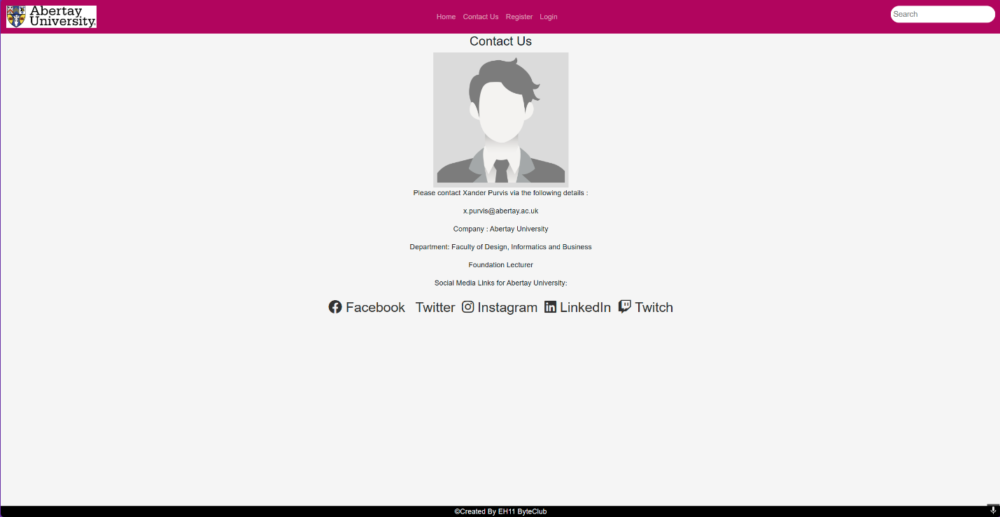 Abertay
University
Home Contact Us Register Login
Search
Contact Us
Please contact Xander Purvis via the following details :
x.purvis@abertay.ac.uk
Company : Abertay University
Department: Faculty of Design, Informatics and Business
Foundation Lecturer
Social Media Links for Abertay University:
Facebook Twitter Instagram LinkedIn Twitch
©Created By EH11 ByteClub